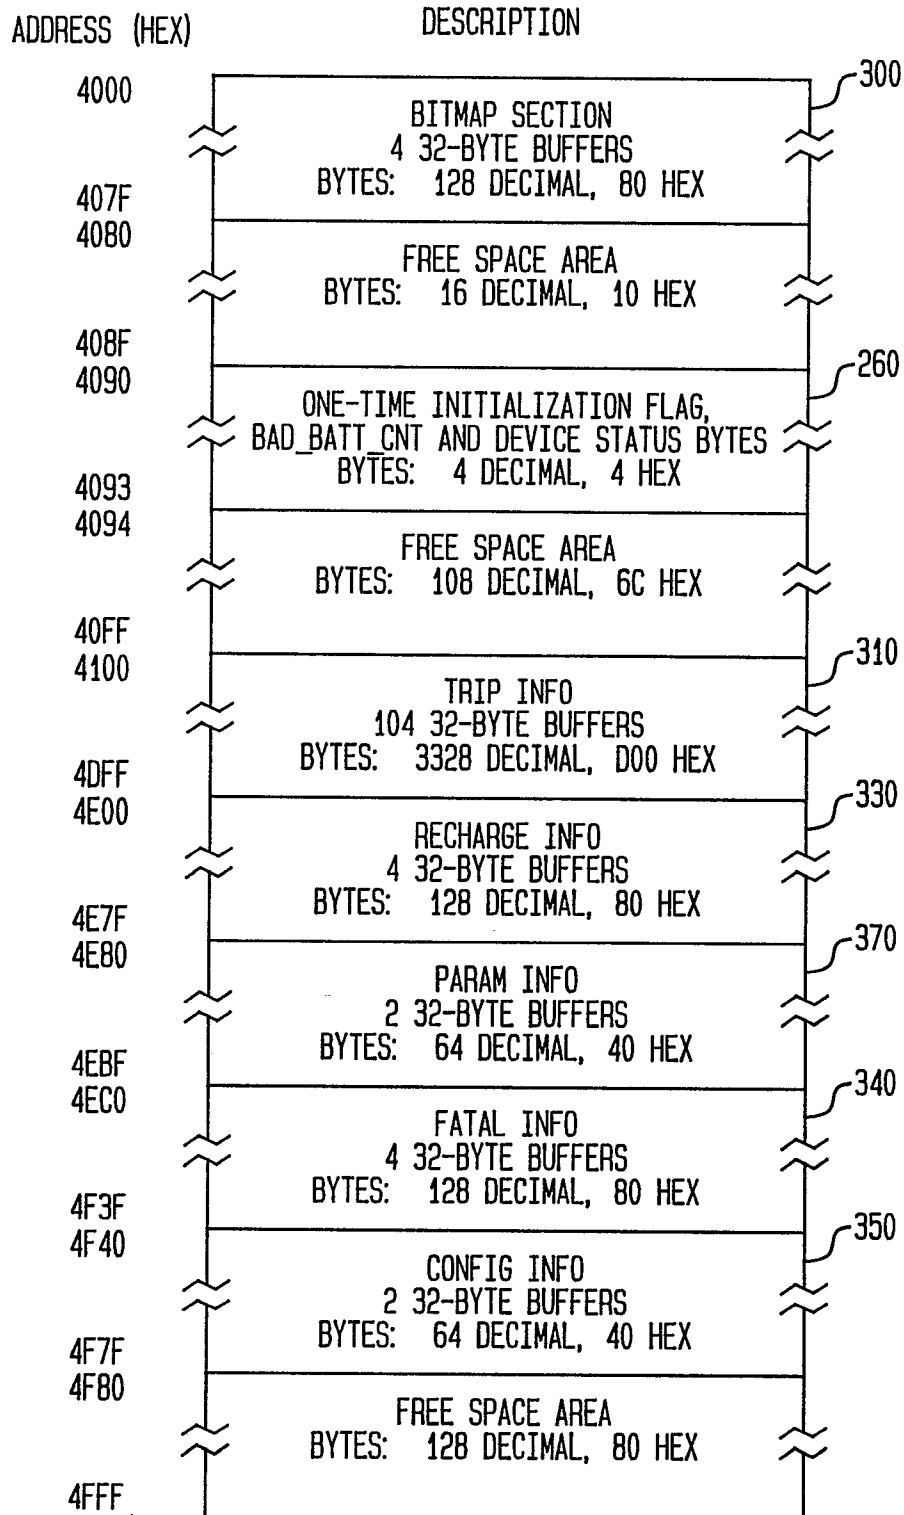 ADDRESS (HEX) DESCRIPTION
4000 300
BITMAP SECTION
4 32-BYTE BUFFERS
BYTES: 128 DECIMAL, 80 HEX
407F
4080
FREE SPACE AREA
BYTES: 16 DECIMAL, 10 HEX
408F
4090 260
ONE-TIME INITIALIZATION FLAG,
BAD_BATT_CNT AND DEVICE STATUS BYTES
BYTES: 4 DECIMAL, 4 HEX
4093
4094
FREE SPACE AREA
BYTES: 108 DECIMAL, 6C HEX
40FF
4100 310
TRIP INFO
104 32-BYTE BUFFERS
BYTES: 3328 DECIMAL, D00 HEX
4DFF
4E00 330
RECHARGE INFO
4 32-BYTE BUFFERS
BYTES: 128 DECIMAL, 80 HEX
4E7F
4E80 370
PARAM INFO
2 32-BYTE BUFFERS
BYTES: 64 DECIMAL, 40 HEX
4EBF
4EC0 340
FATAL INFO
4 32-BYTE BUFFERS
BYTES: 128 DECIMAL, 80 HEX
4F3F
4F40 350
CONFIG INFO
2 32-BYTE BUFFERS
BYTES: 64 DECIMAL, 40 HEX
4F7F
4F80
FREE SPACE AREA
BYTES: 128 DECIMAL, 80 HEX
4FFF